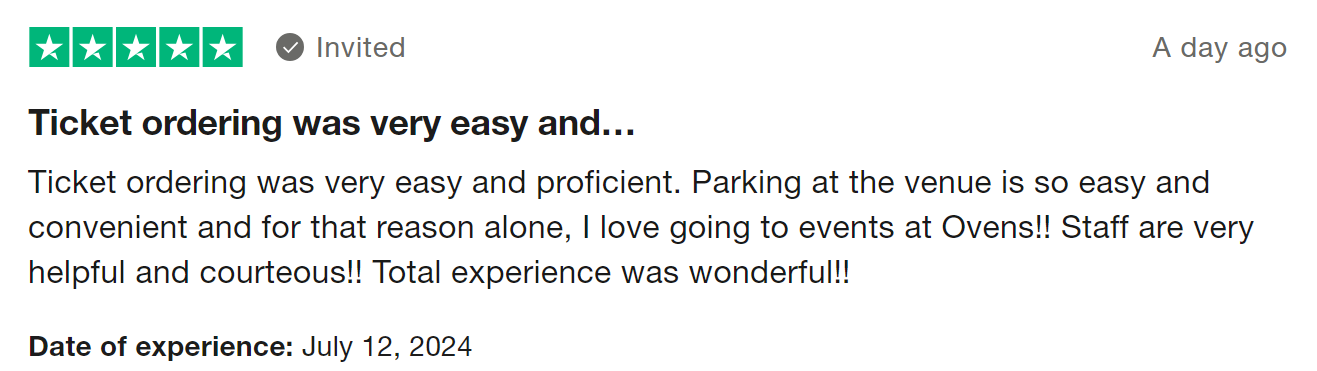 Invited
A day ago
Ticket ordering was very easy and...
Ticket ordering was very easy and proficient. Parking at the venue is so easy and
convenient and for that reason alone, I love going to events at Ovens!! Staff are very
helpful and courteous!! Total experience was wonderful!!
Date of experience: July 12, 2024